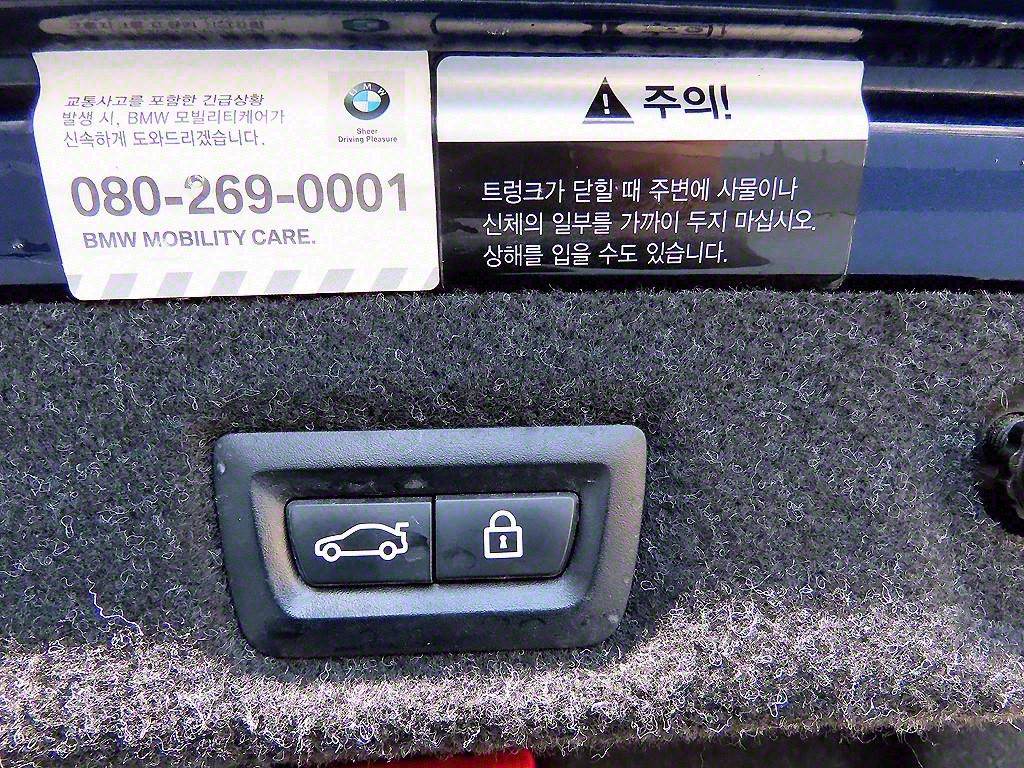 교통사고를 포함한 긴급상황
발생 시, BMW 모빌리티케어가
신속하게 도와드리겠습니다.
BMW
Sheer
Driving Pleasure
080-269-0001
BMW MOBILITY CARE.
주의!
트렁크가 닫힐 때 주변에 사물이나
신체의 일부를 가까이 두지 마십시오.
상해를 입을 수도 있습니다.